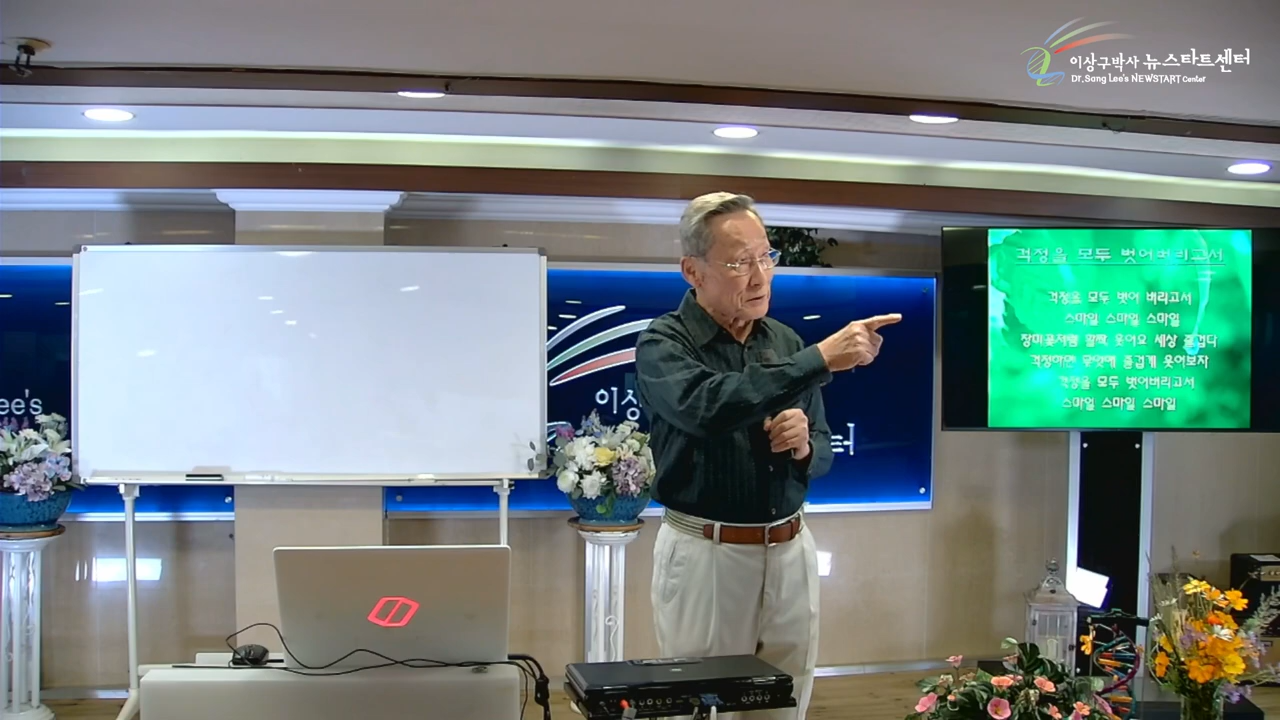 이상구박사 뉴스타트센터
Dr. Sang Lee's NEWSTART Center
걱정을 모두 벗어버리고서
걱정을 모두 벗어 버리고서
스마일 스마일 스마일
장미꽃처럼 활짝 웃어요 세상 즐겁다
걱정하면 무엇해 즐겁게 웃어보자
걱정을 모두 벗어버리고서
스마일 스마일 스마일
ee's
이상
터